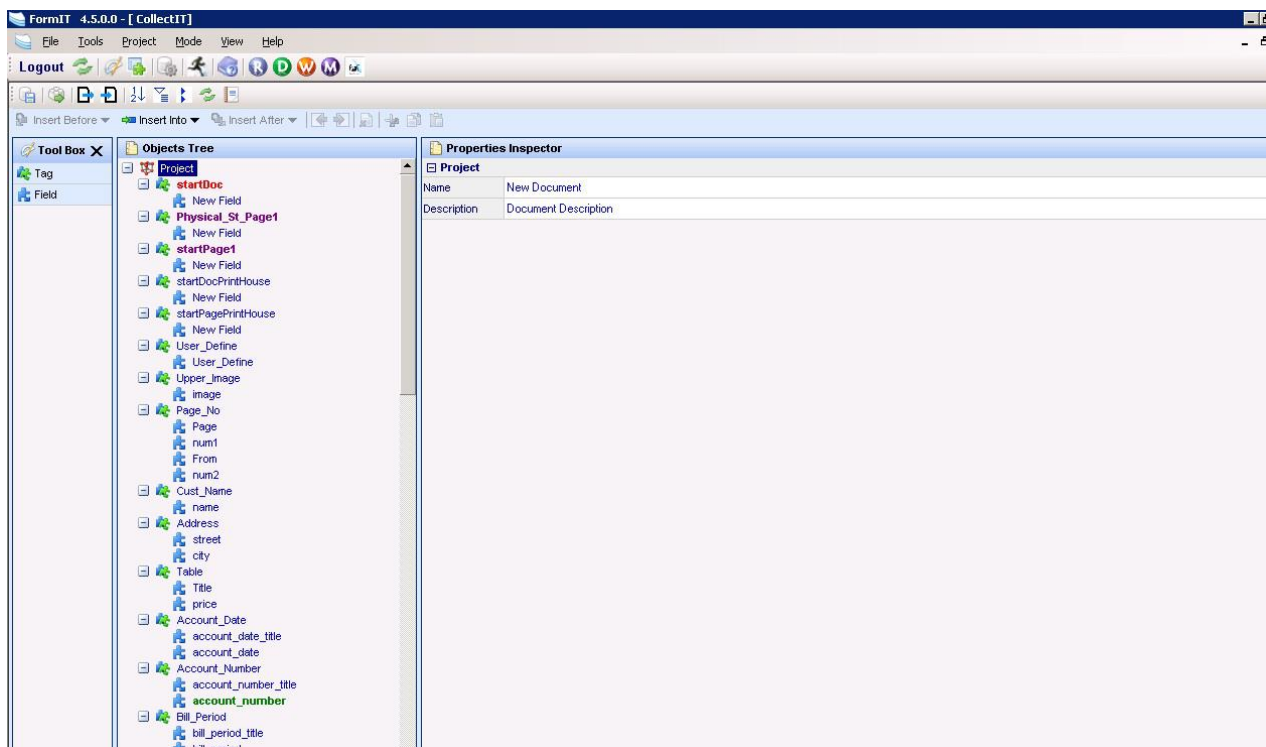 FormIT 4.5.0.0 - [ CollectIT]
File Tools Project Mode View Help
Logout R D W M
Insert Before Insert Into Insert After
Tool Box
Tag
Field
Objects Tree
Project
startDoc
New Field
Physical_St_Page1
New Field
startPage1
New Field
startDocPrintHouse
New Field
startPagePrintHouse
New Field
User_Define
User_Define
Upper_Image
image
Page_No
Page
num1
From
num2
Cust_Name
name
Address
street
city
Table
Title
price
Account_Date
account_date_title
account_date
Account_Number
account_number_title
account_number
Bill_Period
bill_period_title
Properties Inspector
Project
Name New Document
Description Document Description